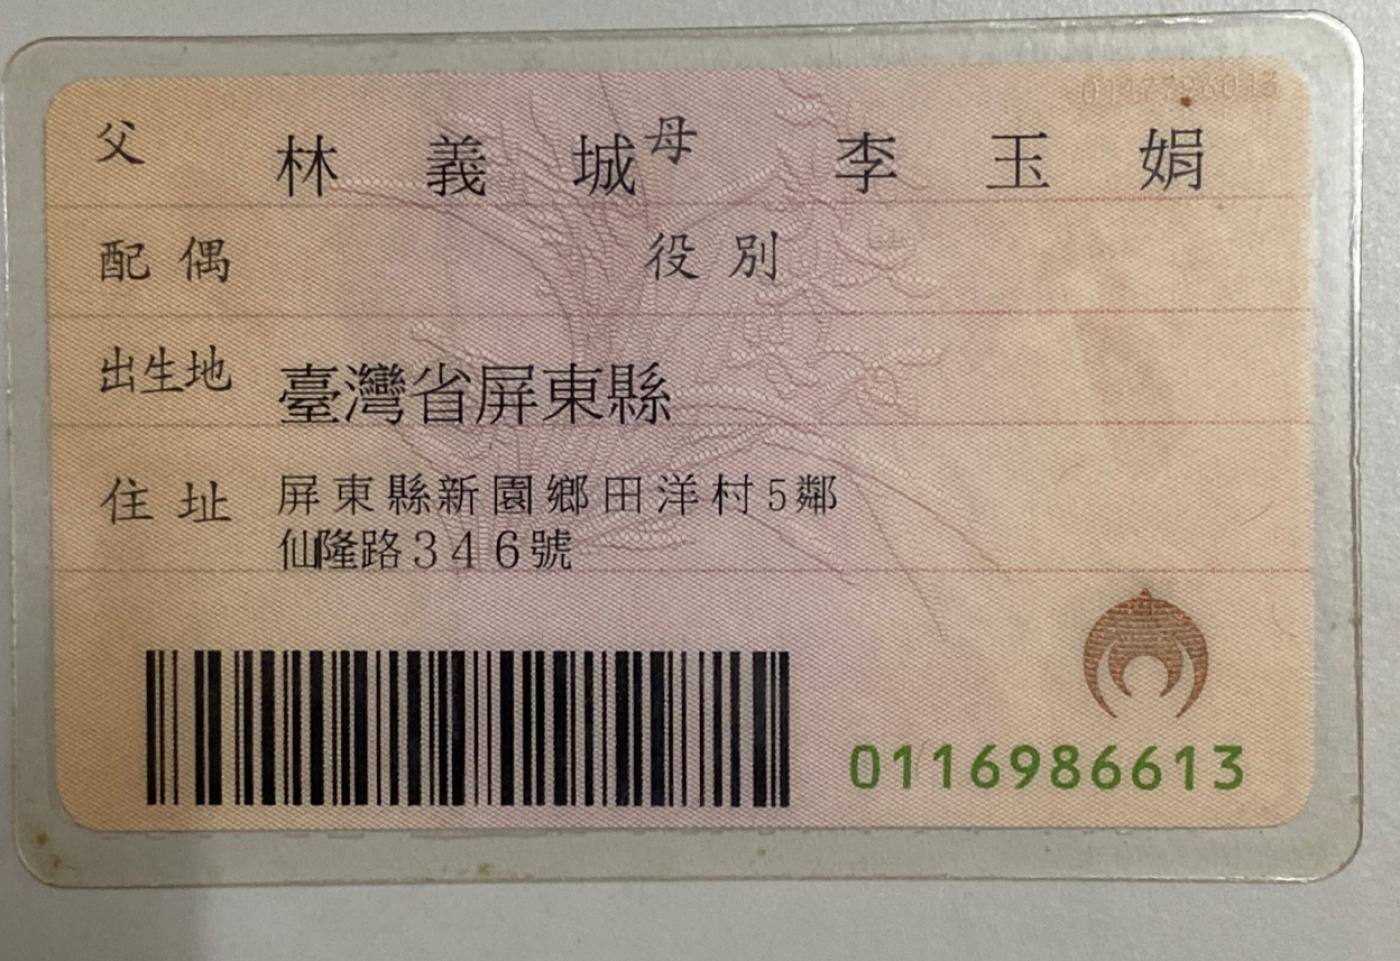 父 林義城 母 李玉娟
配偶 役別
出生地 臺灣省屏東縣
住址 屏東縣新園鄉田洋村5鄰
仙隆路346號
0116986613